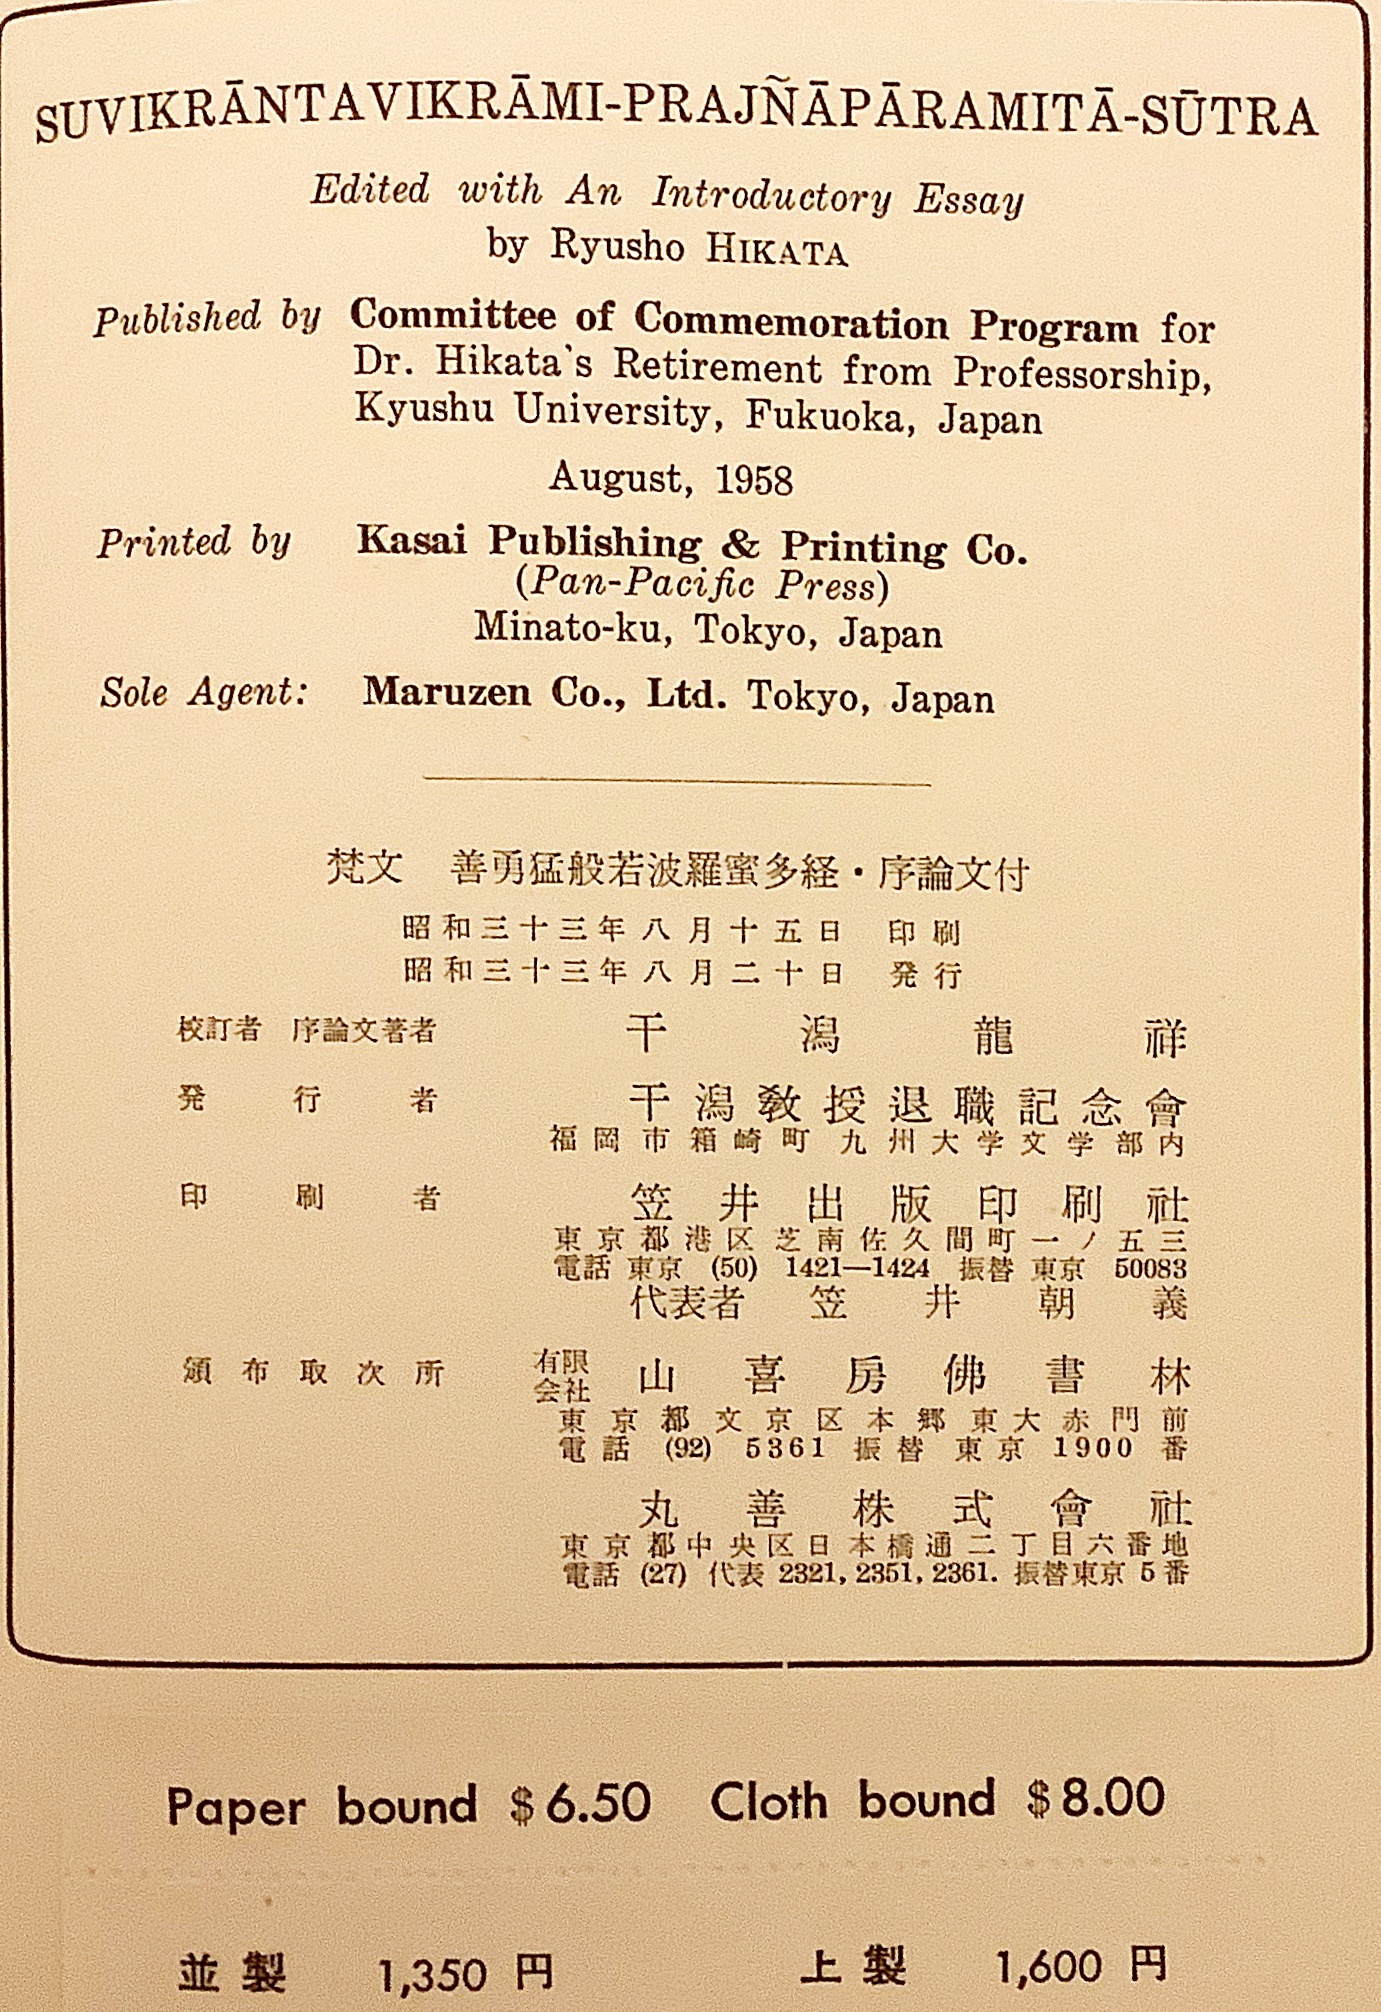 SUVIKRĀNTAVIKRĀMI-PRAJÑĀPĀRAMITĀ-SŪTRA
Edited with An Introductory Essay
by Ryusho HIKATA
Published by Committee of Commemoration Program for
Dr. Hikata's Retirement from Professorship,
Kyushu University, Fukuoka, Japan
August, 1958
Printed by Kasai Publishing & Printing Co.
(Pan-Pacific Press)
Minato-ku, Tokyo, Japan
Sole Agent: Maruzen Co., Ltd. Tokyo, Japan
梵文 善勇猛般若波羅蜜多経・序論文付
昭和三十三年八月十五日 印刷
昭和三十三年八月二十日 発行
校訂者 序論文著者 干潟龍祥
発行者 干潟教授退職記念會
福岡市箱崎町 九州大学文学部内
印刷者 笠井出版印刷社
東京都港区芝南佐久間町一ノ五三
電話 東京 (50) 1421—1424 振替 東京 50083
代表者 笠井朝義
頒布取次所 有限会社 山喜房佛書林
東京都文京区本郷東大赤門前
電話 (92) 5361 振替 東京 1900 番
丸善株式會社
東京都中央区日本橋通二丁目六番地
電話 (27) 代表 2321, 2351, 2361. 振替東京 5番
Paper bound $6.50 Cloth bound $8.00
並製 1,350 円 上製 1,600 円